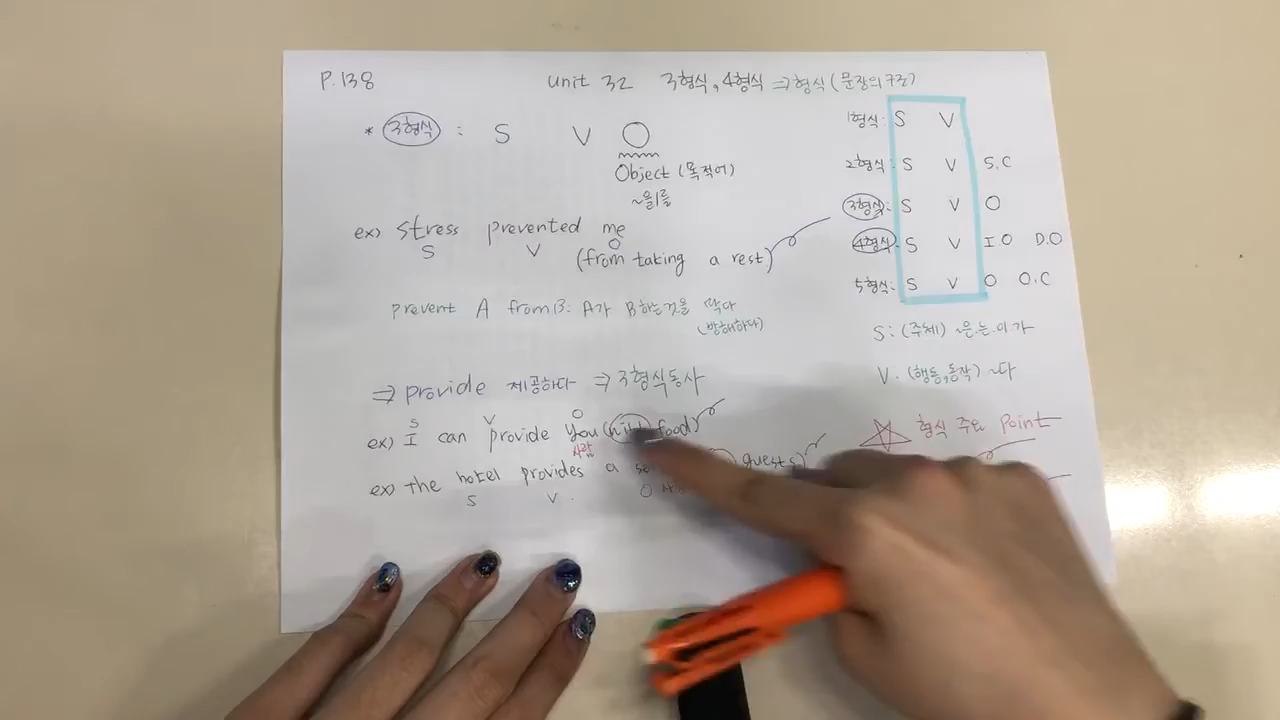 P.138
unit 32 3형식, 4형식 ⇒ 형식 (문장의 구조)
* 3형식 : S V O
Object (목적어)
~을/를
ex) stress prevented me
S V O
(from taking a rest)
prevent A from B: A가 B하는것을 막다
(방해하다)
⇒ provide 제공하다 ⇒ 3형식동사
S V O
ex) I can provide you (with food)
사람
ex) the hotel provides a guests)
S V. O
1형식: S V
2형식: S V S.C
3형식: S V O
4형식: S V I O D.O
5형식: S V O O.C
S: (주체) ~은.는.이.가
V. (행동,동작) ~다
형식 주요 Point